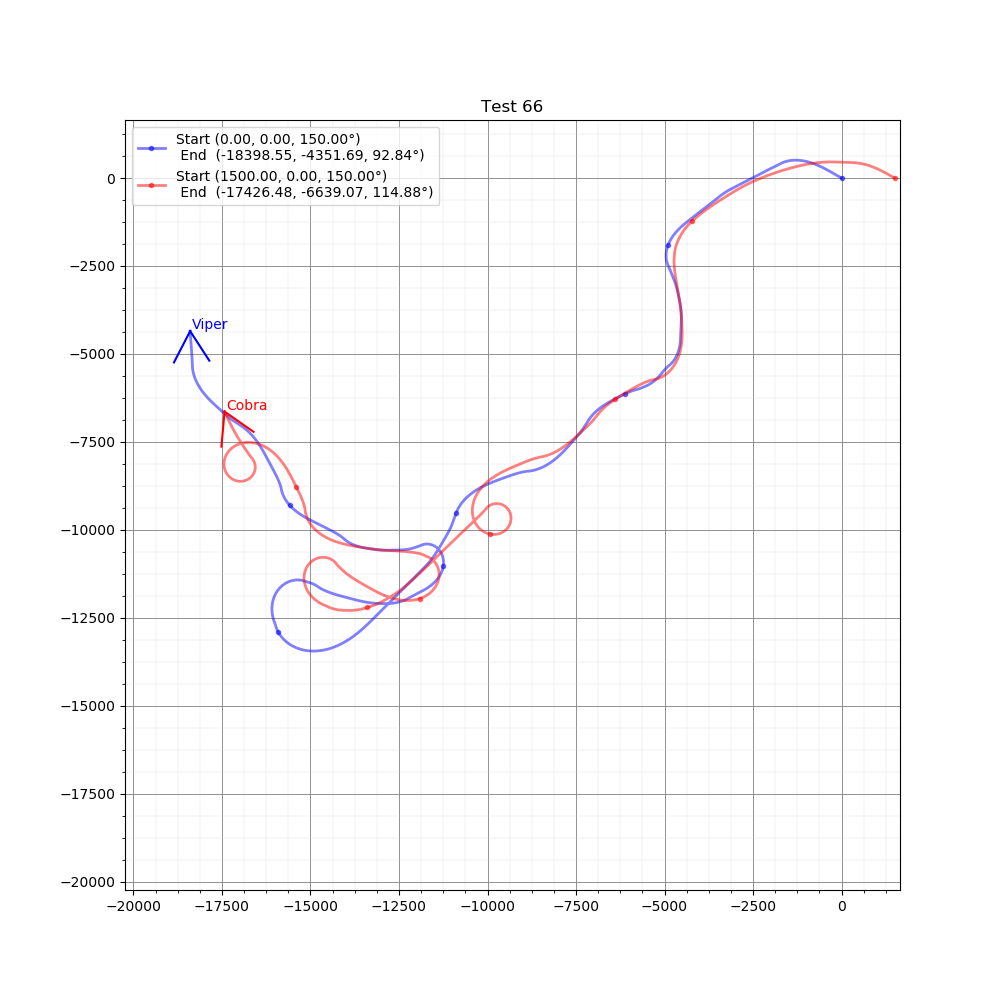 Test 66
Start (0.00, 0.00, 150.00°)
End  (-18398.55, -4351.69, 92.84°)
Start (1500.00, 0.00, 150.00°)
End  (-17426.48, -6639.07, 114.88°)
0
−2500
−5000
−7500
−10000
−12500
−15000
−17500
−20000
Viper
Cobra
−20000 −17500 −15000 −12500 −10000 −7500 −5000 −2500 0